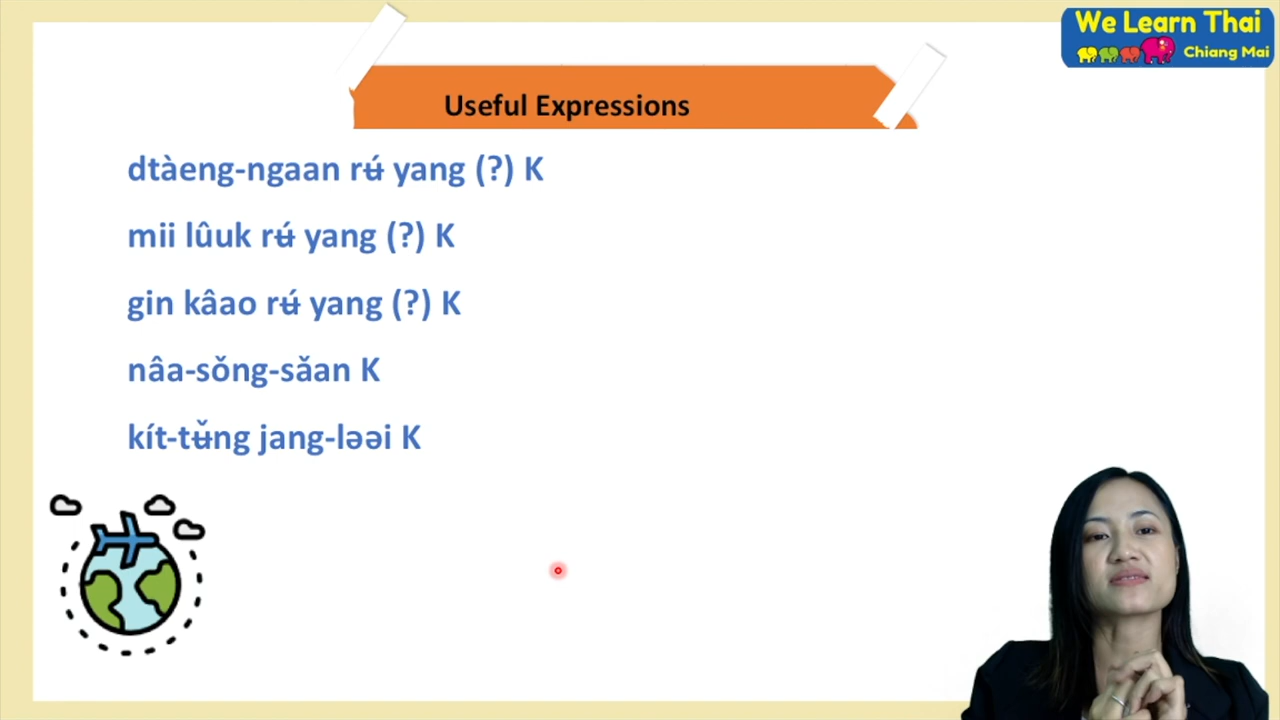 We Learn Thai
Chiang Mai
Useful Expressions
dtàeng-ngaan rʉ́ yang (?) K
mii lûuk rʉ́ yang (?) K
gin kâao rʉ́ yang (?) K
nâa-sǒng-sǎan K
kít-tʉ̌ng jang-ləəi K